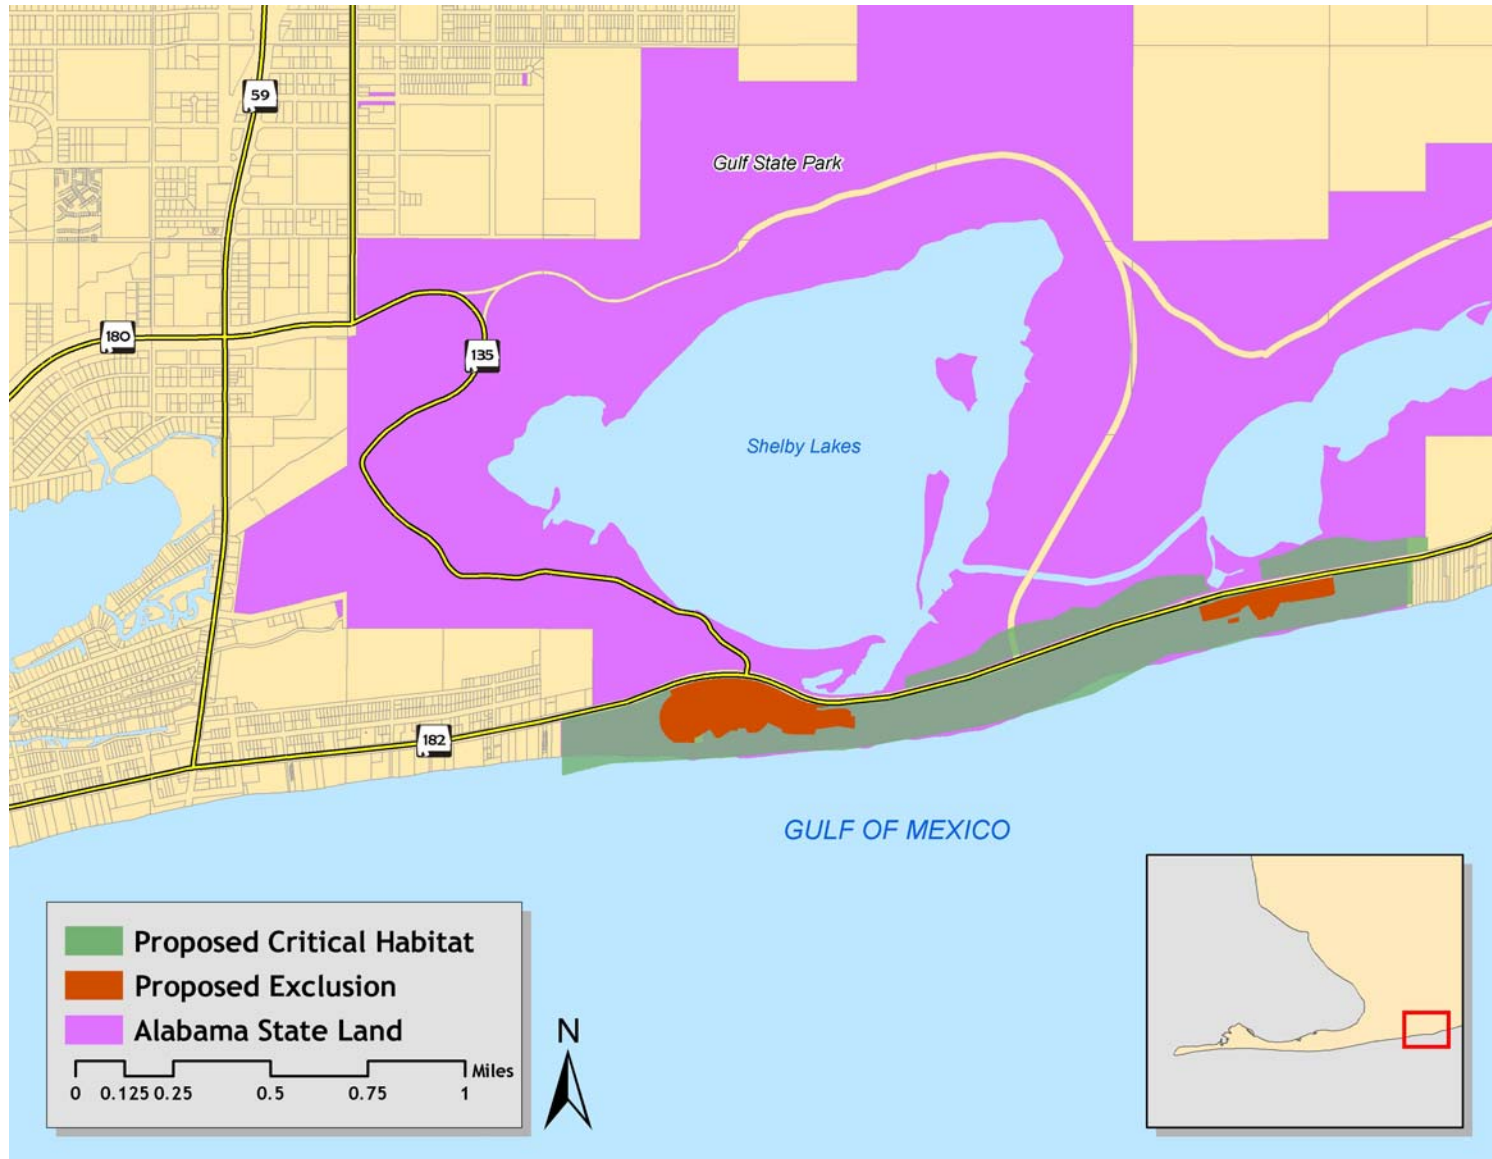 59
Gulf State Park
180
135
Shelby Lakes
182
GULF OF MEXICO
Proposed Critical Habitat
Proposed Exclusion
Alabama State Land
Miles
0 0.125 0.25 0.5 0.75 1
N